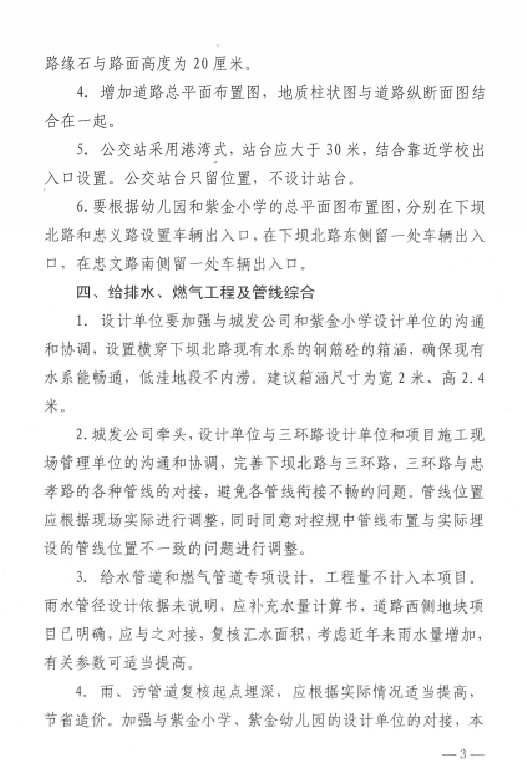 路缘石与路面高度为20厘米。
4. 增加道路总平面布置图，地质柱状图与道路纵断面图结
合在一起。
5. 公交站采用港湾式，站台应大于30米，结合靠近学校出
入口设置。公交站台只留位置，不设计站台。
6.要根据幼儿园和紫金小学的总平面图布置图，分别在下坝
北路和忠义路设置车辆出入口。在下坝北路东侧留一处车辆出入
口，在忠文路南侧留一处车辆出入口。
四、给排水、燃气工程及管线综合
1. 设计单位要加强与城发公司和紫金小学设计单位的沟通
和协调，设置横穿下坝北路现有水系的钢筋砼的箱涵，确保现有
水系能畅通，低洼地段不内涝。建议箱涵尺寸为宽2米、高2.4
米。
2.城发公司牵头，设计单位与三环路设计单位和项目施工现
场管理单位的沟通和协调，完善下坝北路与三环路，三环路与忠
孝路的各种管线的对接，避免各管线衔接不畅的问题。管线位置
应根据现场实际进行调整，同时同意对控规中管线布置与实际埋
设的管线位置不一致的问题进行调整。
3. 给水管道和燃气管道专项设计，工程量不计入本项目。
雨水管径设计依据未说明，应补充水量计算书，道路西侧地块项
目已明确，应与之对接，复核汇水面积，考虑近年来雨水量增加，
有关参数可适当提高。
4. 雨、污管道复核起点埋深，应根据实际情况适当提高，
节省造价。加强与紫金小学、紫金幼儿园的设计单位的对接，本
—3—